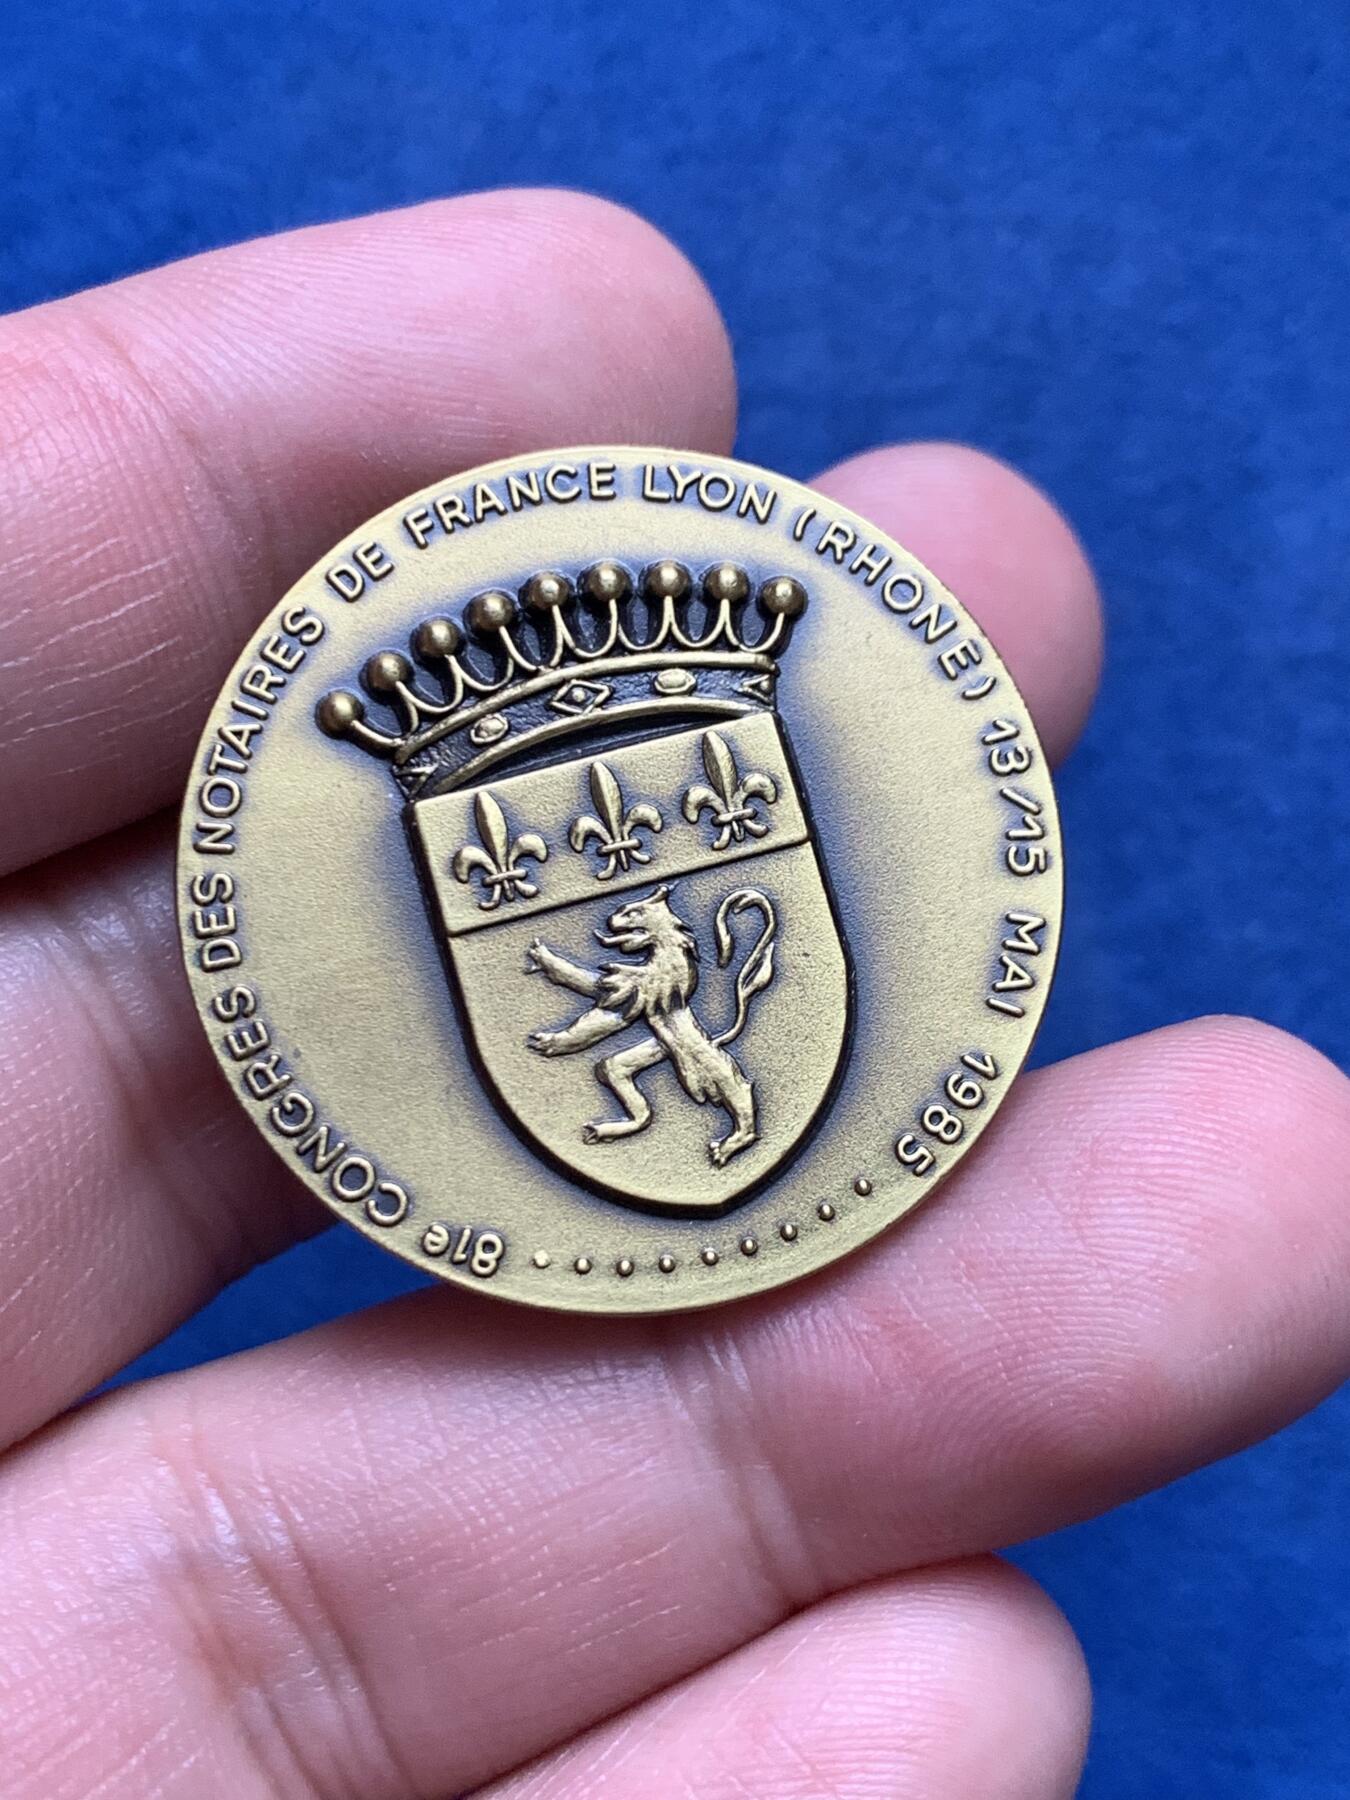 81e CONGRES DES NOTAIRES DE FRANCE LYON (RHONE) 13/15 MAI 1985